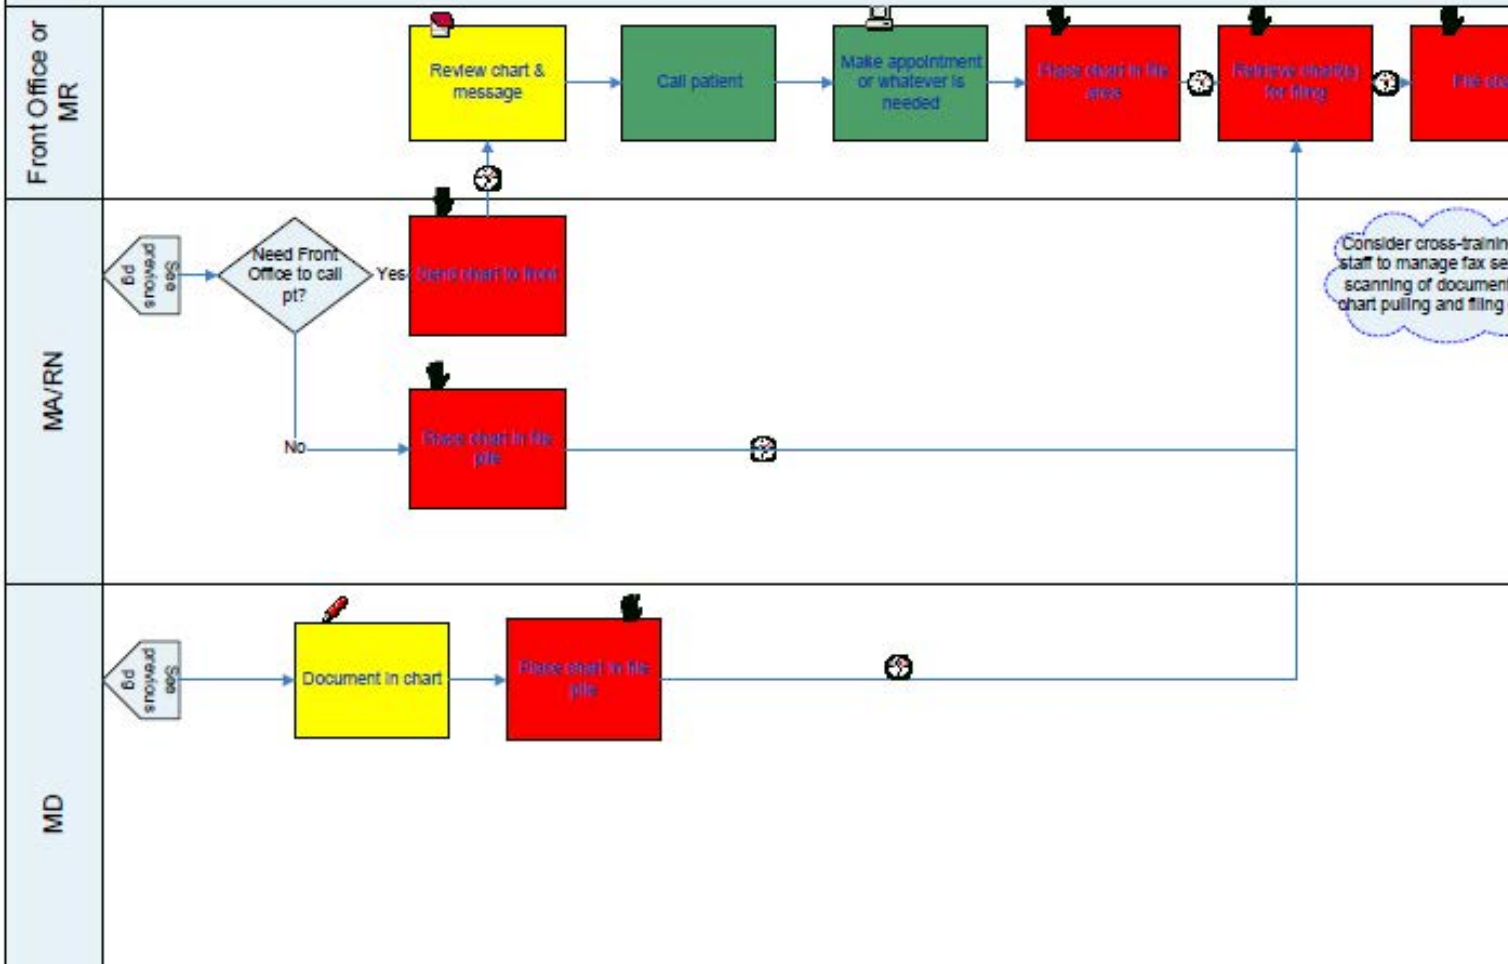 Front Office or
MR
Review chart &
message
Call patient
Make appointment
or whatever is
needed
Place chart in file
area
Retrieve chart(s)
for filing
File
MA/RN
See
previous
pg
Need Front
Office to call
pt?
Yes
Send chart to front
No
Place chart in file
pile
Consider cross-trainin
staff to manage fax se
scanning of document
chart pulling and filing
MD
See
previous
pg
Document in chart
Place chart in file
pile